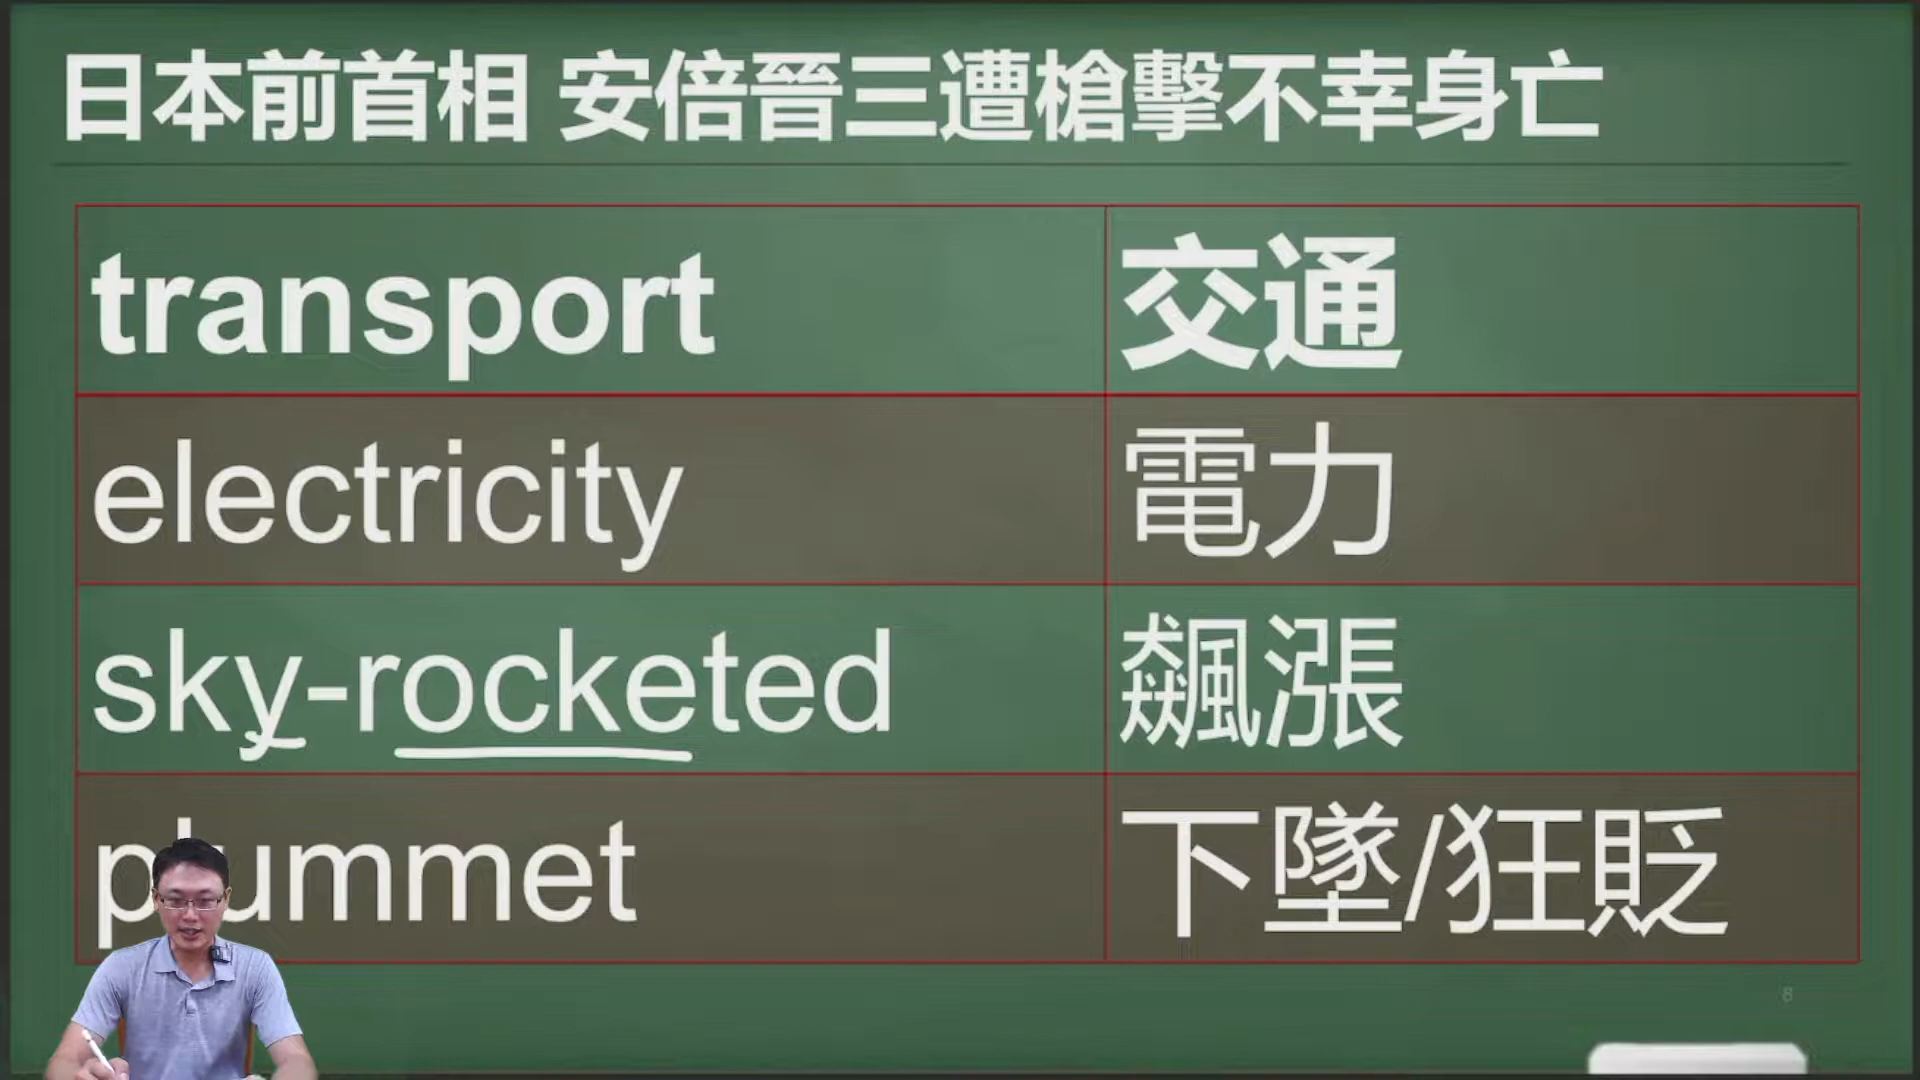 日本前首相 安倍晉三遭槍擊不幸身亡
transport 交通
electricity 電力
sky-rocketed 飆漲
plummet 下墜/狂貶
8